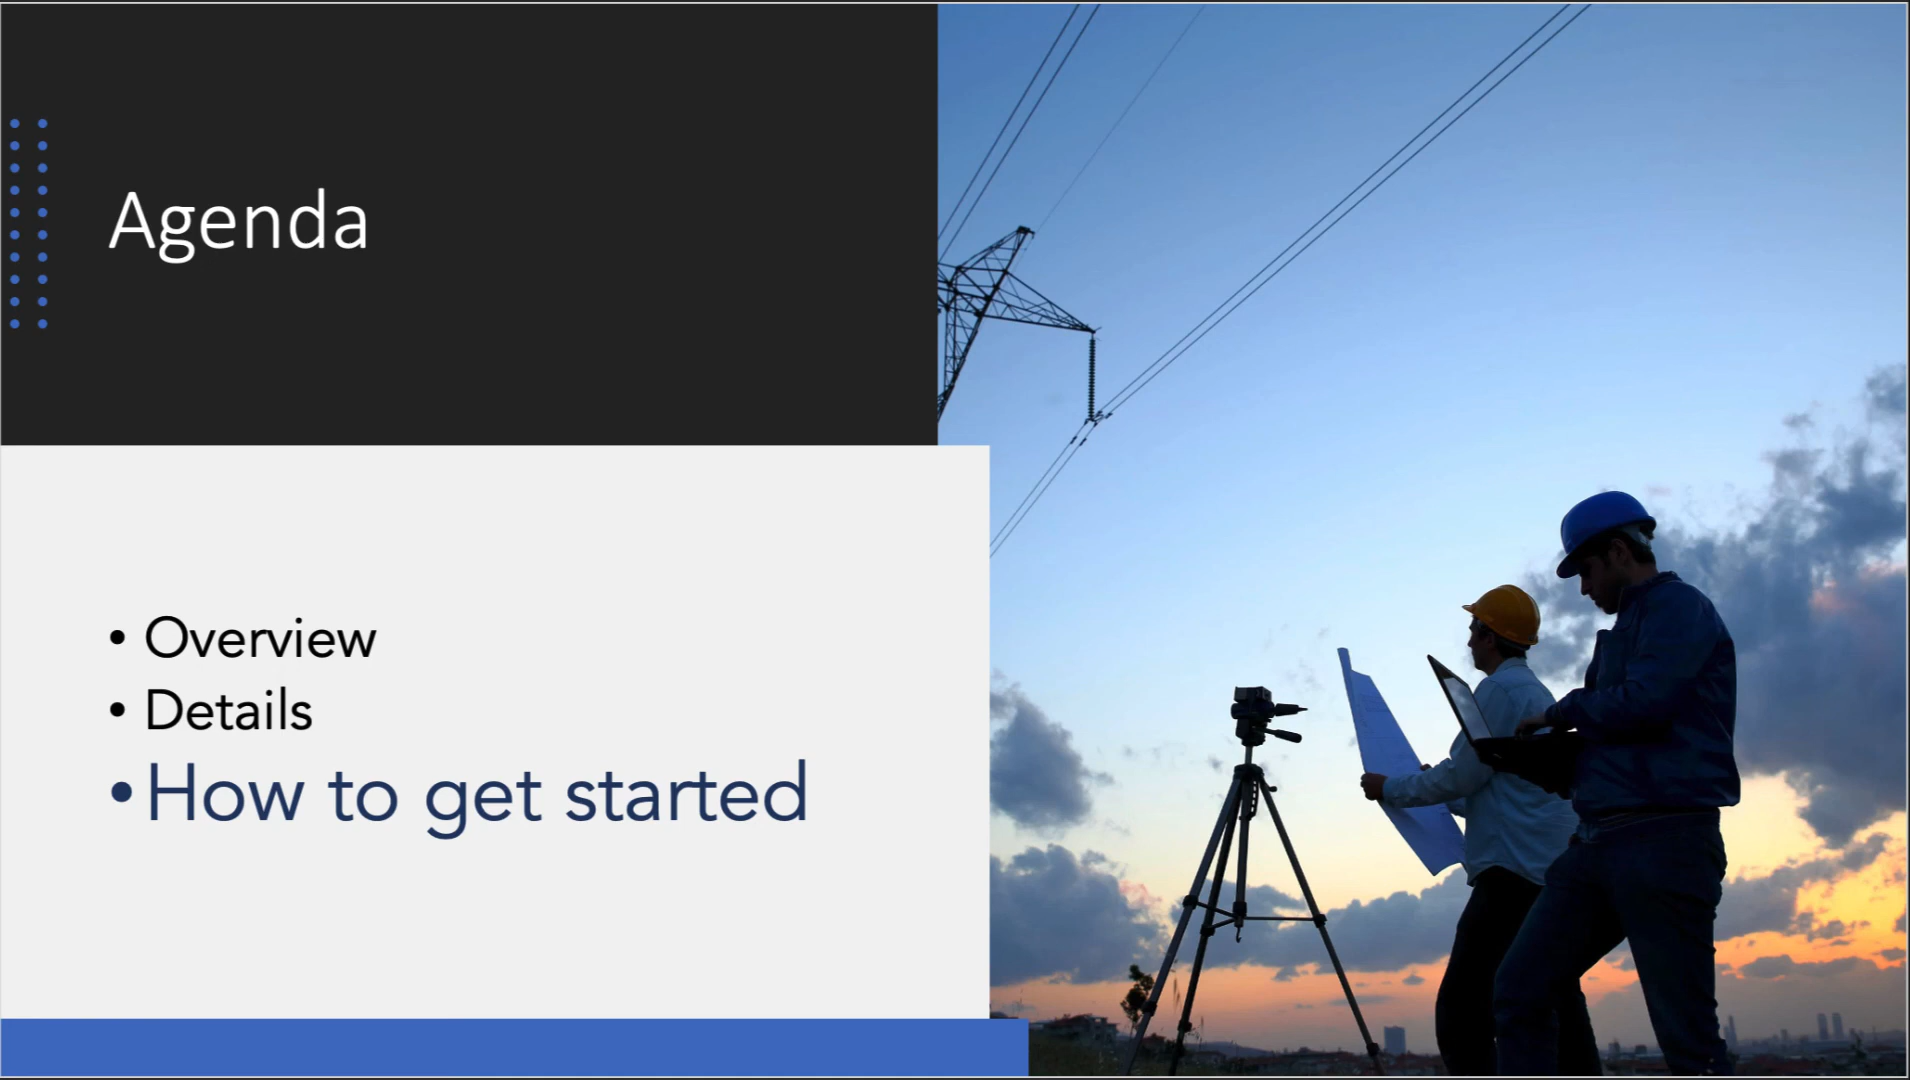 Agenda
• Overview
• Details
• How to get started